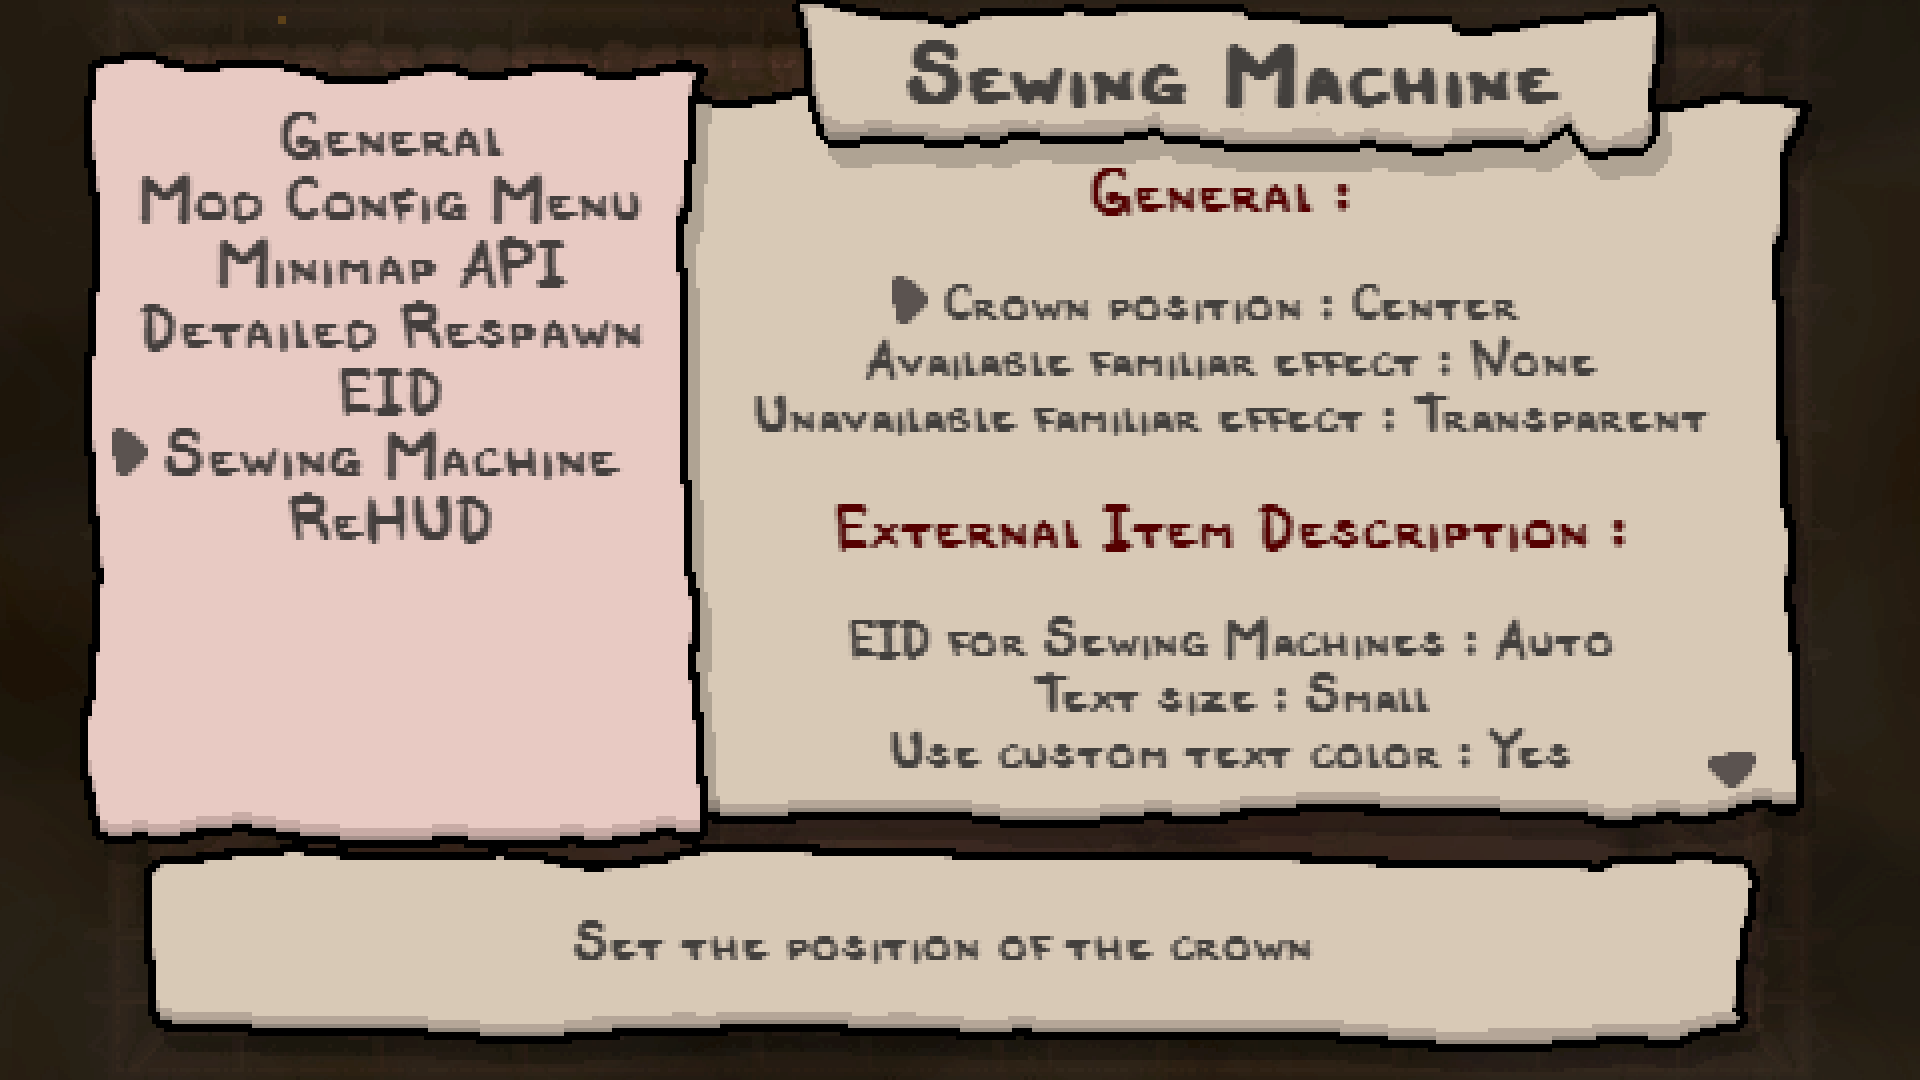 General
Mod Config Menu
Minimap API
Detailed Respawn
EID
Sewing Machine
ReHUD
Sewing Machine
General :
Crown position : Center
Available familiar effect : None
Unavailable familiar effect : Transparent
External Item Description :
EID for Sewing Machines : Auto
Text size : Small
Use custom text color : Yes
Set the position of the crown